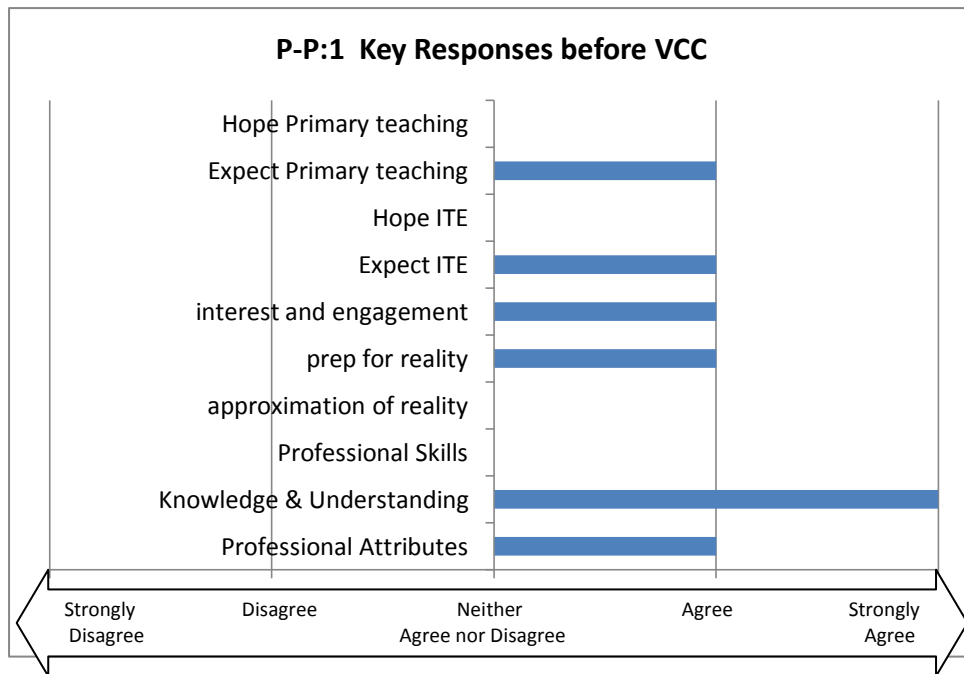 P-P:1 Key Responses before VCC
Hope Primary teaching
Expect Primary teaching
Hope ITE
Expect ITE
interest and engagement
prep for reality
approximation of reality
Professional Skills
Knowledge & Understanding
Professional Attributes
Strongly Disagree Neither Agree Strongly
Disagree Agree nor Disagree Agree